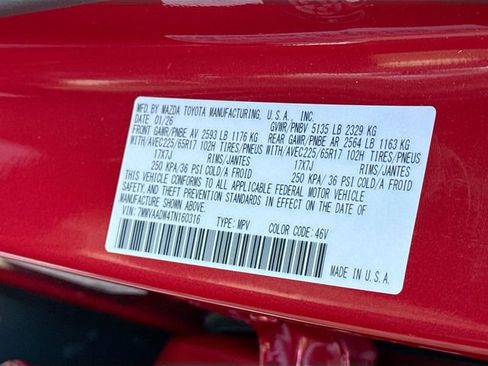 MFD. BY MAZDA TOYOTA MANUFACTURING, U.S.A., INC.
DATE: 01/26 GVWR/PNBV 5135 LB 2329 KG
FRONT GAWR/PNBE AV 2593 LB 1176 KG REAR GAWR/PNBE AR 2564 LB 1163 KG
WITH/AVEC225/65R17 102H TIRES/PNEUS WITH/AVEC225/65R17 102H TIRES/PNEUS
17X7J RIMS/JANTES 17X7J RIMS/JANTES
250 KPA/36 PSI COLD/A FROID 250 KPA/36 PSI COLD/A FROID
THIS VEHICLE CONFORMS TO ALL APPLICABLE FEDERAL MOTOR VEHICLE
SAFETY, AND THEFT PREVENTION STANDARDS IN EFFECT ON THE DATE OF
MANUFACTURE SHOWN ABOVE.
VIN: 7MMVAADW4TN160316 TYPE: MPV COLOR CODE: 46V
MADE IN U.S.A.